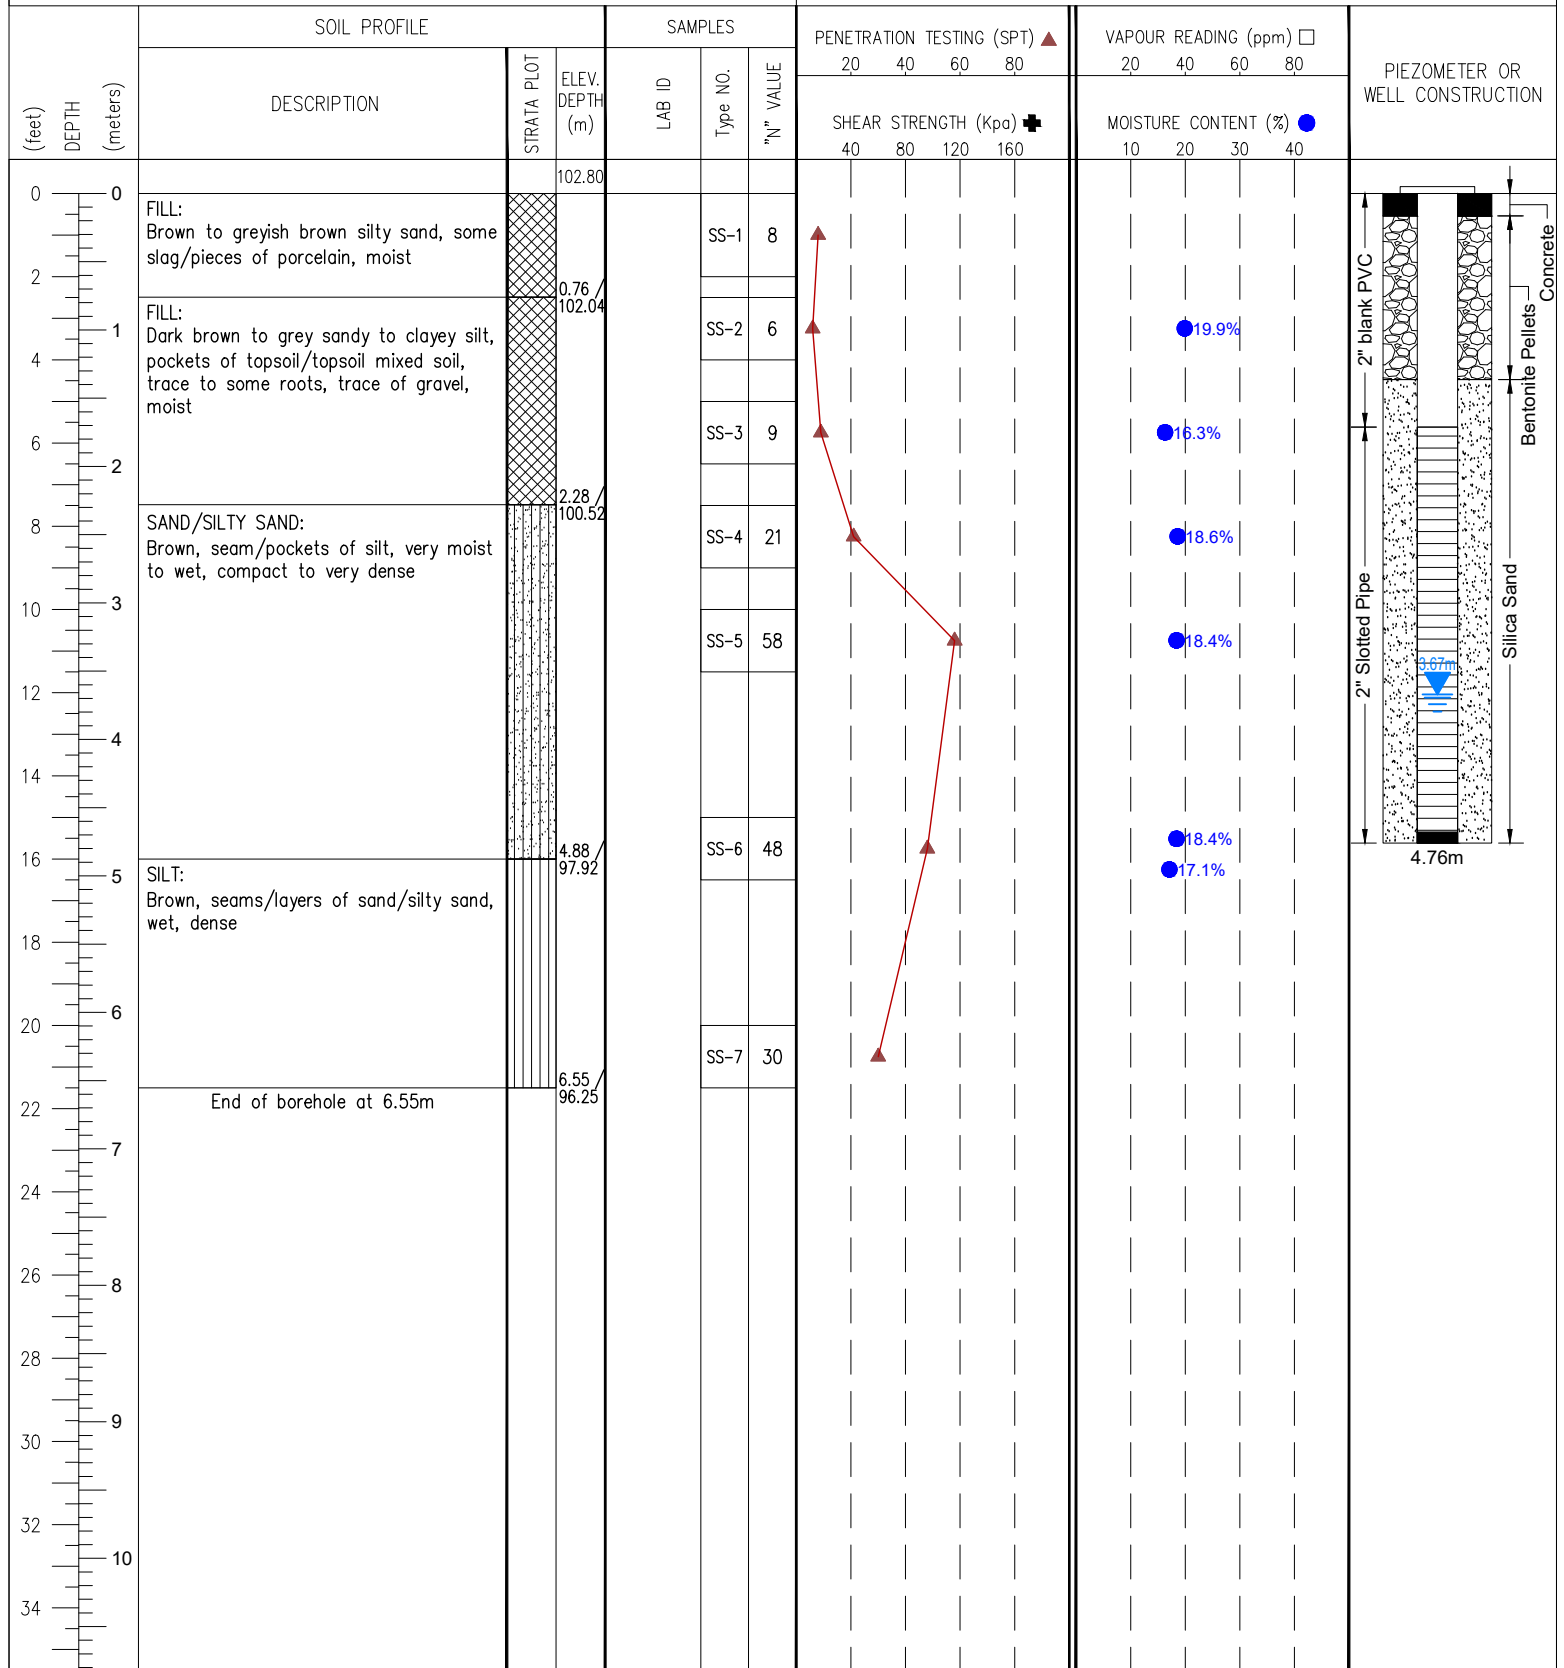 SOIL PROFILE
SAMPLES
PENETRATION TESTING (SPT)
20 40 60 80
SHEAR STRENGTH (Kpa)
40 80 120 160
VAPOUR READING (ppm)
20 40 60 80
MOISTURE CONTENT (%)
10 20 30 40
PIEZOMETER OR
WELL CONSTRUCTION
(feet)
DEPTH
(meters)
DESCRIPTION
STRATA PLOT
ELEV.
DEPTH
(m)
LAB ID
Type NO.
"N" VALUE
102.80
0 0
FILL:
Brown to greyish brown silty sand, some
slag/pieces of porcelain, moist
SS-1 8
2
0.76
102.04
FILL:
Dark brown to grey sandy to clayey silt,
pockets of topsoil/topsoil mixed soil,
trace to some roots, trace of gravel,
moist
1
SS-2 6
19.9%
4
SS-3 9
16.3%
6
2
2.28
100.52
SAND/SILTY SAND:
Brown, seam/pockets of silt, very moist
to wet, compact to very dense
8
SS-4 21
18.6%
10 3
SS-5 58
18.4%
12
4
14
SS-6 48
18.4%
4.88
97.92
16
5
17.1%
SILT:
Brown, seams/layers of sand/silty sand,
wet, dense
18
6
20
SS-7 30
6.55
96.25
End of borehole at 6.55m
22
7
24
26
8
28
9
30
32
10
34
2" blank PVC
2" Slotted Pipe
Concrete
Bentonite Pellets
Silica Sand
3.67m
4.76m